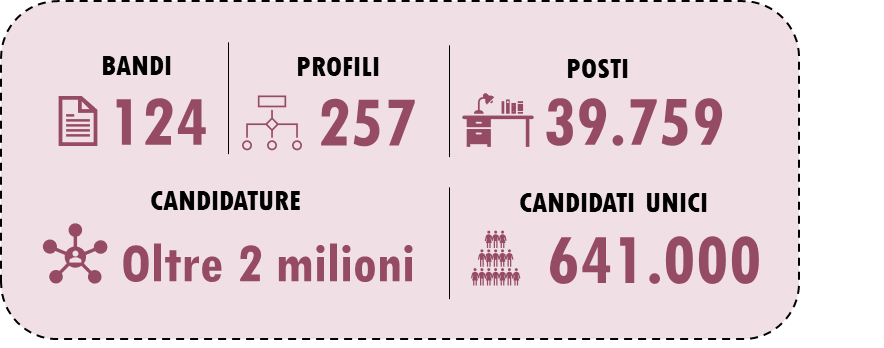 BANDI
124
PROFILI
257
POSTI
39.759
CANDIDATURE
Oltre 2 milioni
CANDIDATI UNICI
641.000